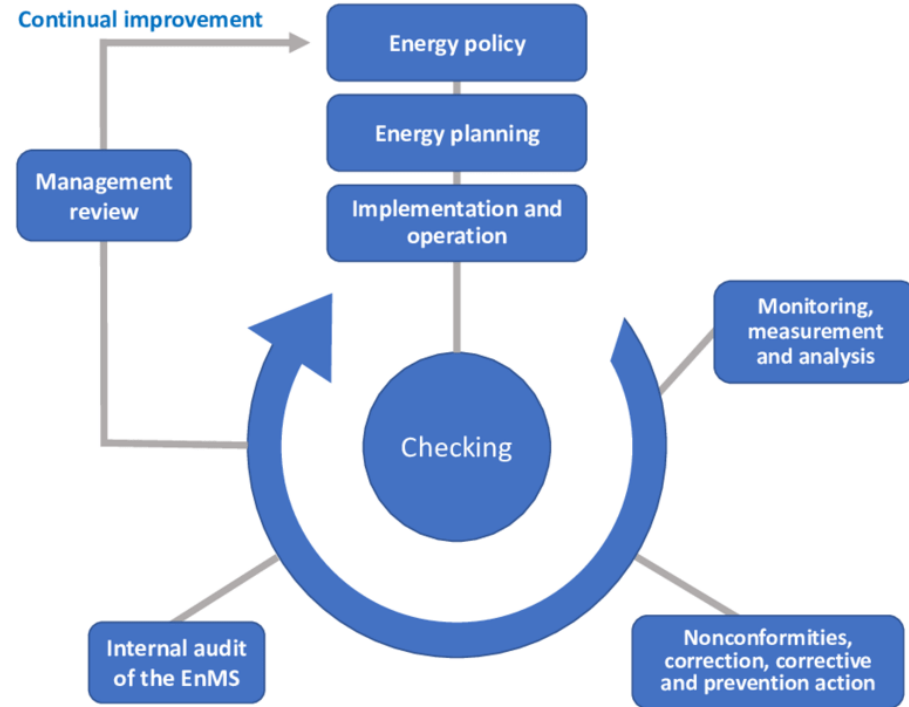 Continual improvement
Energy policy
Energy planning
Management
review
Implementation and
operation
Monitoring,
measurement
and analysis
Checking
Internal audit
of the EnMS
Nonconformities,
correction, corrective
and prevention action